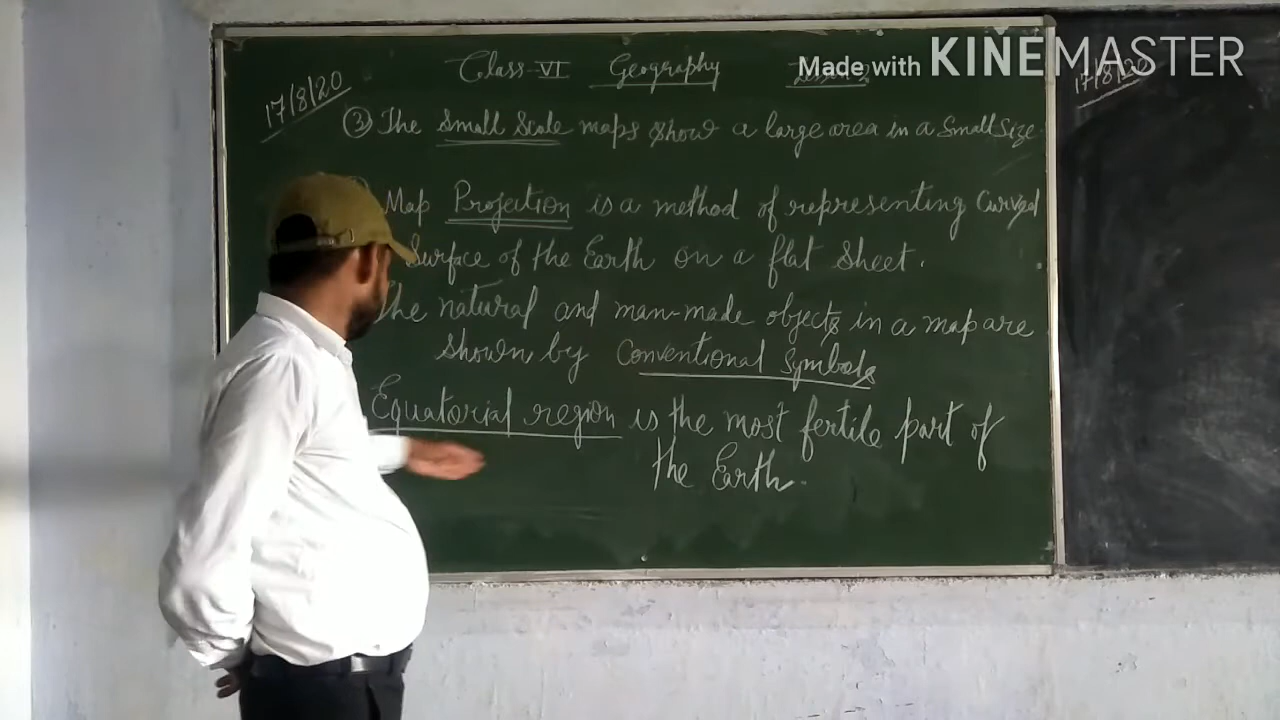 Made with KINEMASTER
17/8/20
Class-VI Geography Lesson 2
17/8/20
③ The Small Scale maps show a large area in a Small Size.
Map Projection is a method of representing Curved
Surface of the Earth on a flat Sheet.
The natural and man-made objects in a map are
shown by Conventional Symbols
Equatorial region is the most fertile part of
the Earth.